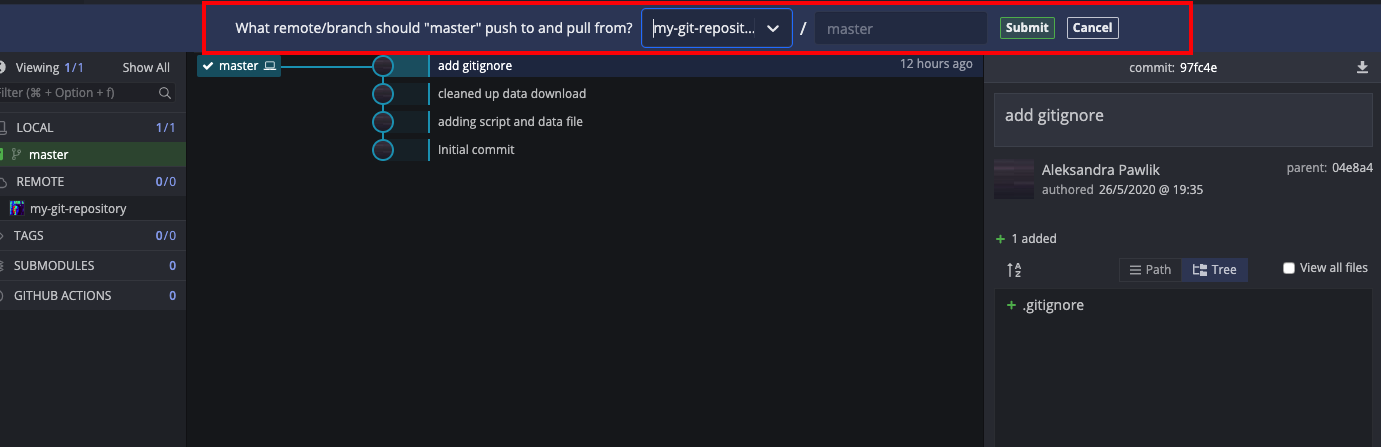 What remote/branch should "master" push to and pull from? my-git-reposit... / master Submit Cancel
Viewing 1/1 Show All
Filter (⌘ + Option + f)
LOCAL 1/1
master
REMOTE 0/0
my-git-repository
TAGS 0/0
SUBMODULES 0
GITHUB ACTIONS 0
master add gitignore 12 hours ago
cleaned up data download
adding script and data file
Initial commit
commit: 97fc4e
add gitignore
Aleksandra Pawlik
authored 26/5/2020 @ 19:35
parent: 04e8a4
+ 1 added
A Z Path Tree View all files
+ .gitignore